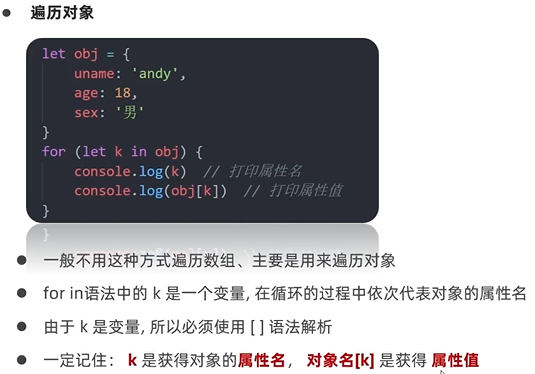 ● 遍历对象
let obj = {
    uname: 'andy',
    age: 18,
    sex: '男'
}
for (let k in obj) {
    console.log(k)  // 打印属性名
    console.log(obj[k])  // 打印属性值
}
● 一般不用这种方式遍历数组、主要是用来遍历对象
● for in语法中的 k 是一个变量, 在循环的过程中依次代表对象的属性名
● 由于 k 是变量, 所以必须使用 [ ] 语法解析
● 一定记住： k 是获得对象的属性名， 对象名[k] 是获得 属性值